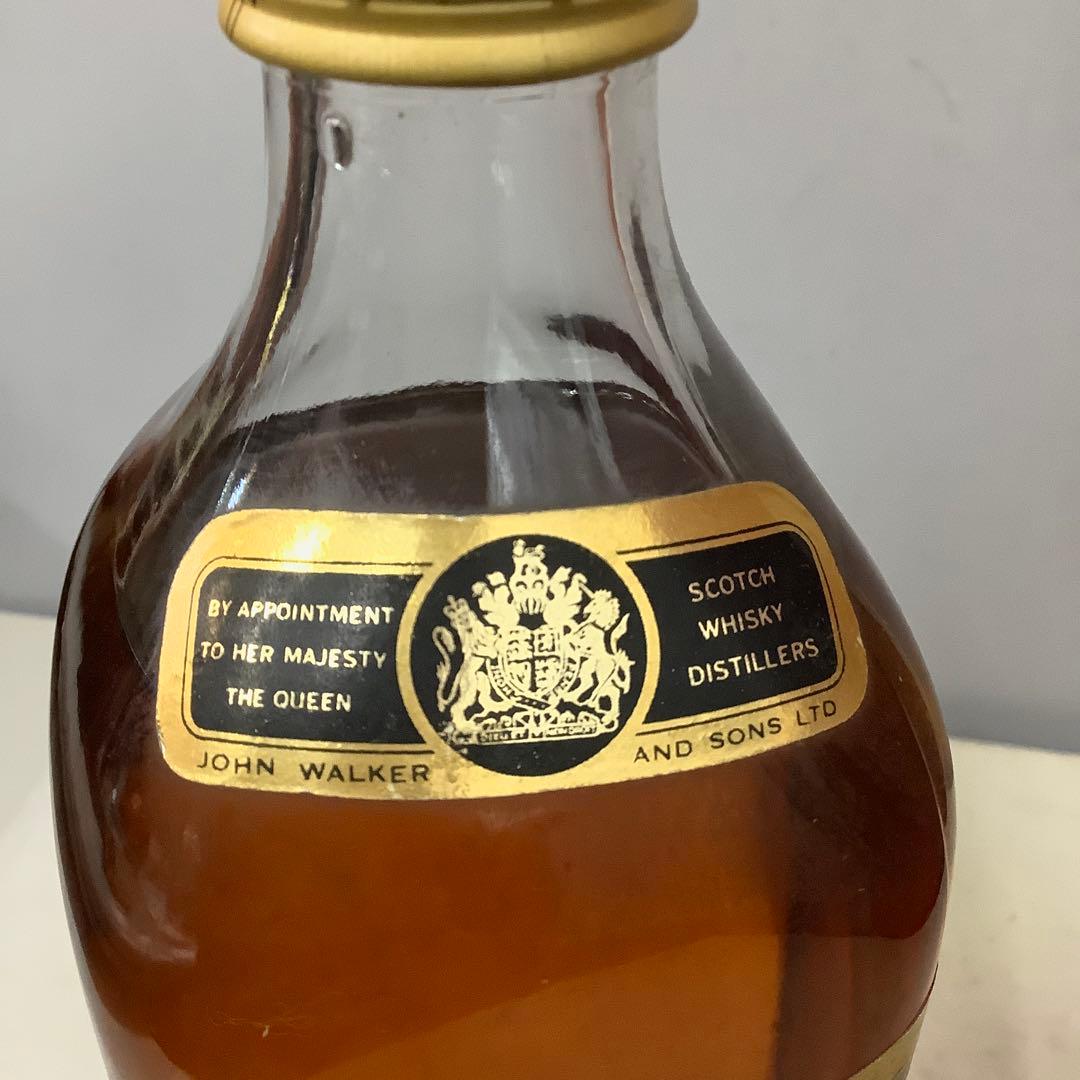 BY APPOINTMENT
TO HER MAJESTY
THE QUEEN
SCOTCH
WHISKY
DISTILLERS
JOHN WALKER AND SONS LTD